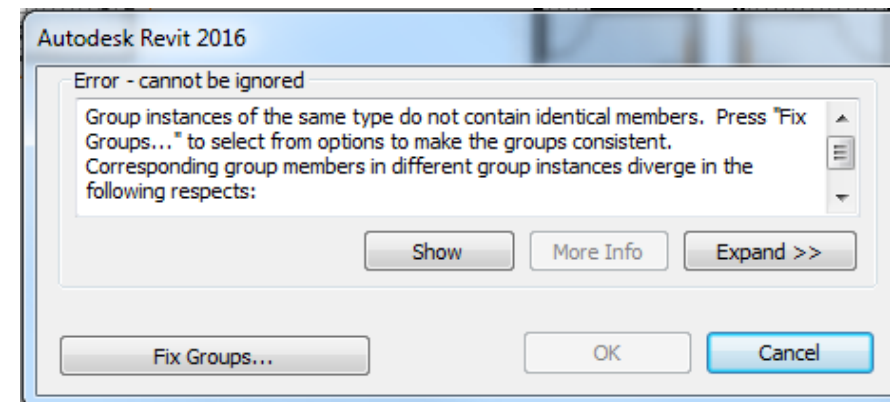 Autodesk Revit 2016
Error - cannot be ignored
Group instances of the same type do not contain identical members.  Press "Fix
Groups..." to select from options to make the groups consistent.
Corresponding group members in different group instances diverge in the
following respects:
Show
More Info
Expand >>
Fix Groups...
OK
Cancel